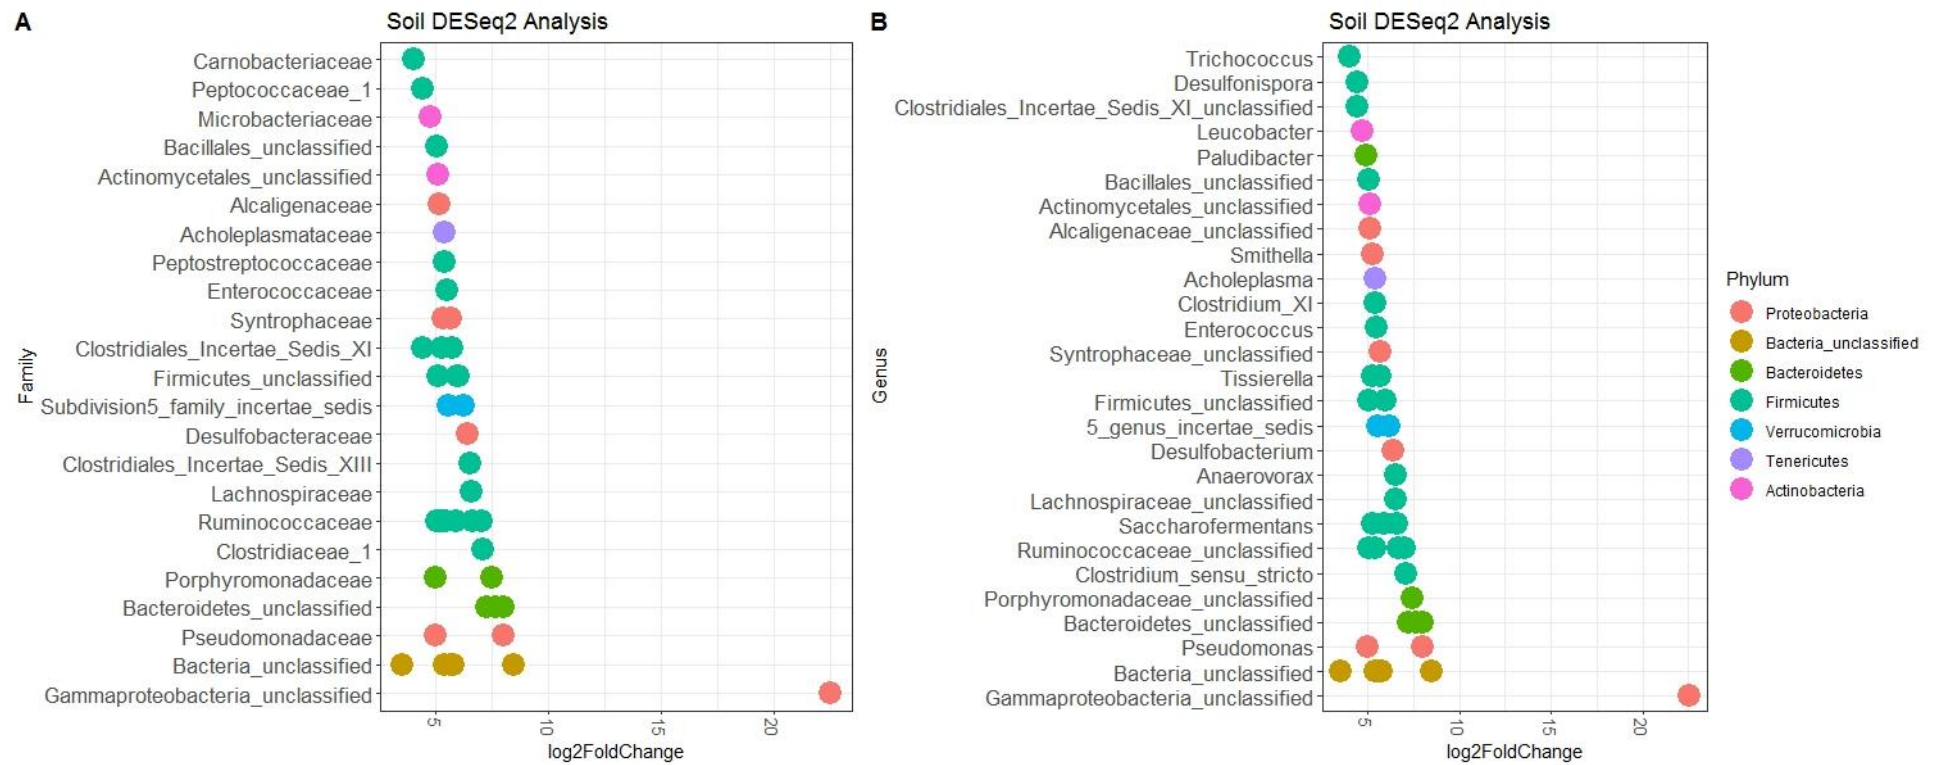 A
Soil DESeq2 Analysis
Family
Carnobacteriaceae
Peptococcaceae_1
Microbacteriaceae
Bacillales_unclassified
Actinomycetales_unclassified
Alcaligenaceae
Acholeplasmataceae
Peptostreptococcaceae
Enterococcaceae
Syntrophaceae
Clostridiales_Incertae_Sedis_XI
Firmicutes_unclassified
Subdivision5_family_incertae_sedis
Desulfobacteraceae
Clostridiales_Incertae_Sedis_XIII
Lachnospiraceae
Ruminococcaceae
Clostridiaceae_1
Porphyromonadaceae
Bacteroidetes_unclassified
Pseudomonadaceae
Bacteria_unclassified
Gammaproteobacteria_unclassified
5 10 15 20
log2FoldChange
B
Soil DESeq2 Analysis
Genus
Trichococcus
Desulfonispora
Clostridiales_Incertae_Sedis_XI_unclassified
Leucobacter
Paludibacter
Bacillales_unclassified
Actinomycetales_unclassified
Alcaligenaceae_unclassified
Smithella
Acholeplasma
Clostridium_XI
Enterococcus
Syntrophaceae_unclassified
Tissierella
Firmicutes_unclassified
5_genus_incertae_sedis
Desulfobacterium
Anaerovorax
Lachnospiraceae_unclassified
Saccharofermentans
Ruminococcaceae_unclassified
Clostridium_sensu_stricto
Porphyromonadaceae_unclassified
Bacteroidetes_unclassified
Pseudomonas
Bacteria_unclassified
Gammaproteobacteria_unclassified
5 10 15 20
log2FoldChange
Phylum
Proteobacteria
Bacteria_unclassified
Bacteroidetes
Firmicutes
Verrucomicrobia
Tenericutes
Actinobacteria